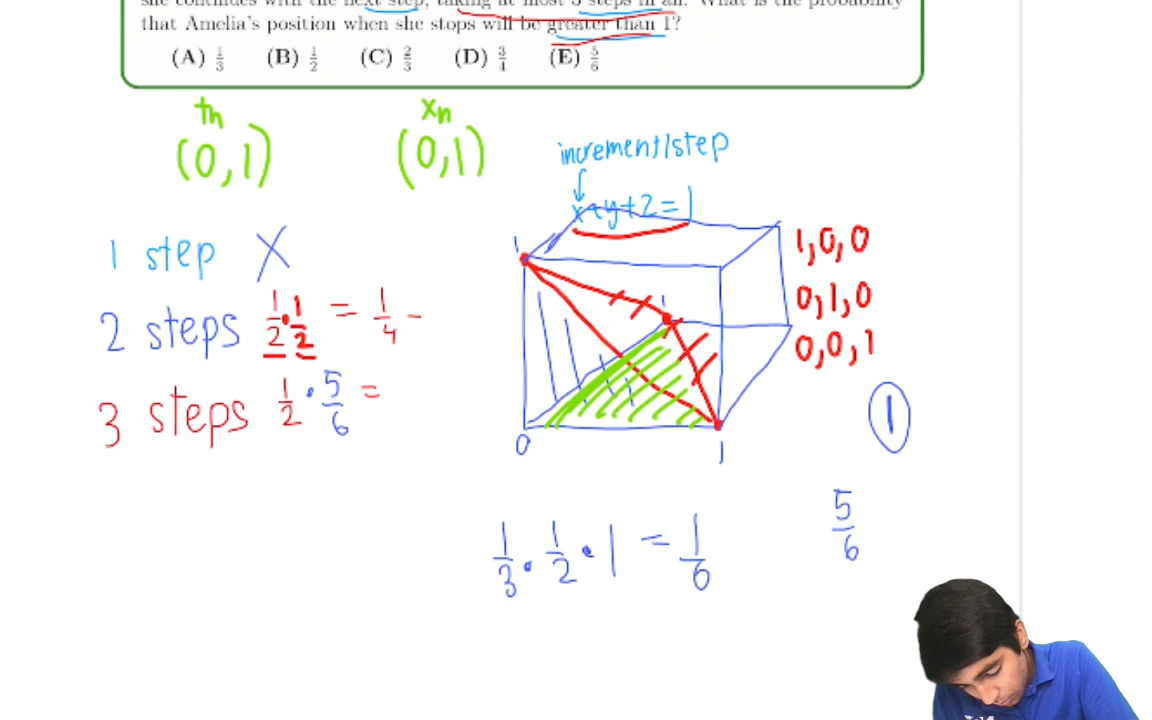 she continues with the next step, taking at most 3 steps in all. What is the probability
that Amelia's position when she stops will be greater than 1?
(A) 1/3 (B) 1/2 (C) 2/3 (D) 3/4 (E) 5/6
tn xn
(0,1) (0,1)
increment/step
x+y+z=1
1 step X
2 steps 1/2 · 1/2 = 1/4 -
3 steps 1/2 · 5/6 =
1
1
0
1
1,0,0
0,1,0
0,0,1
1
1/3 · 1/2 · 1 = 1/6
5/6